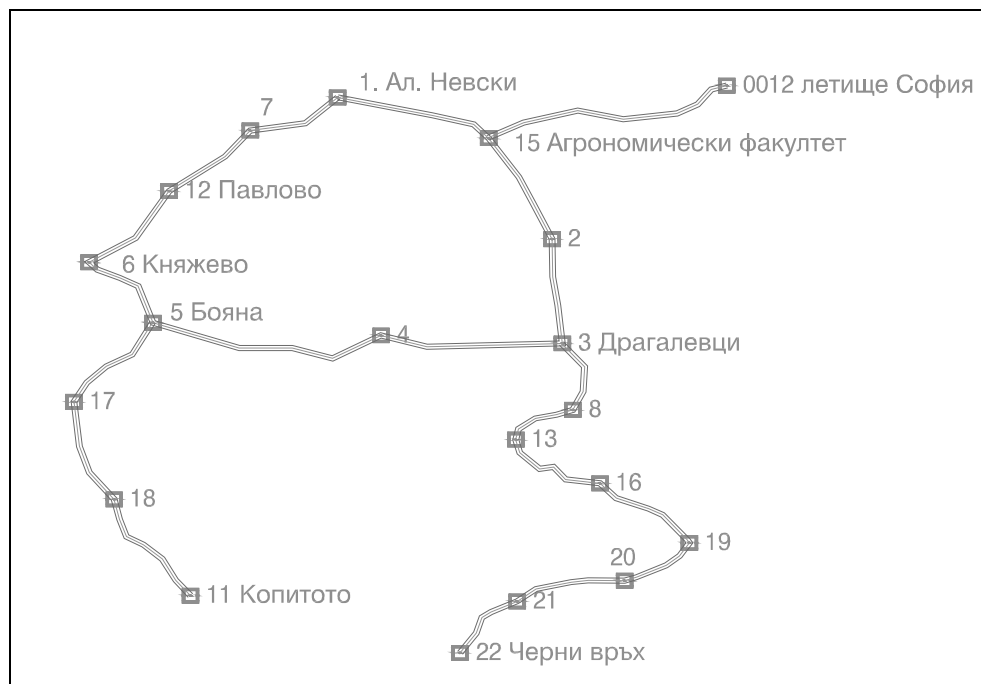 1. Ал. Невски
0012 летище София
7
15 Агрономически факултет
12 Павлово
2
6 Княжево
5 Бояна
4
3 Драгалевци
17
8
13
16
18
19
20
11 Копитото
21
22 Черни връх